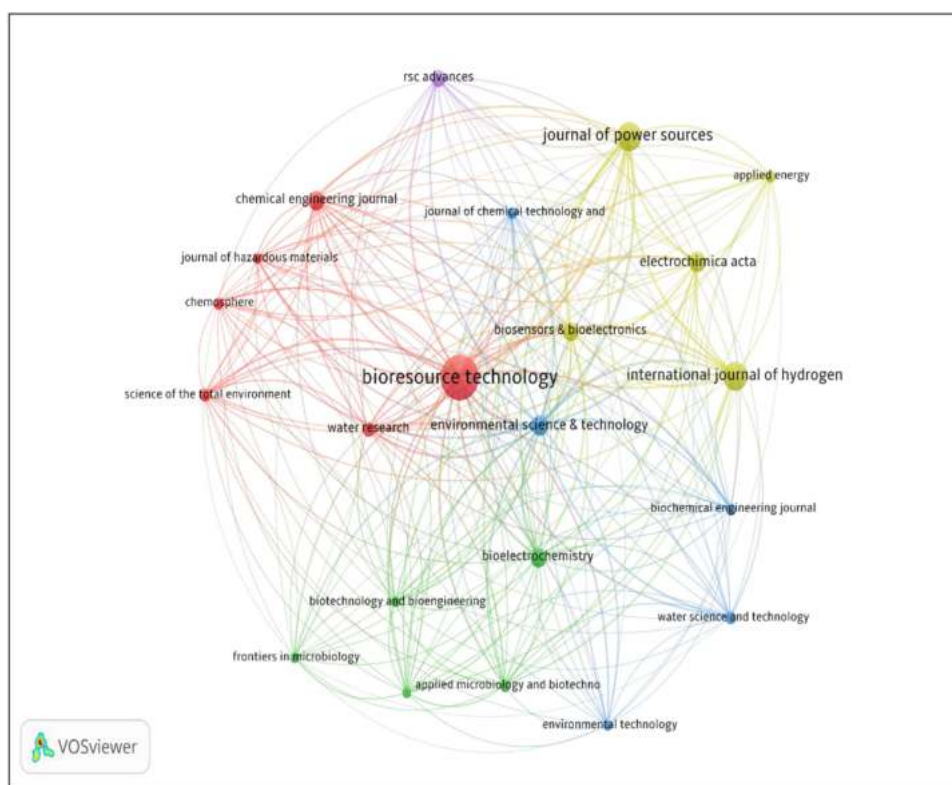 rsc advances
journal of power sources
applied energy
chemical engineering journal
journal of chemical technology and
journal of hazardous materials
electrochimica acta
chemosphere
biosensors & bioelectronics
bioresource technology
international journal of hydrogen
science of the total environment
water research
environmental science & technology
biochemical engineering journal
bioelectrochemistry
biotechnology and bioengineering
water science and technology
frontiers in microbiology
applied microbiology and biotechno
environmental technology
VOSviewer